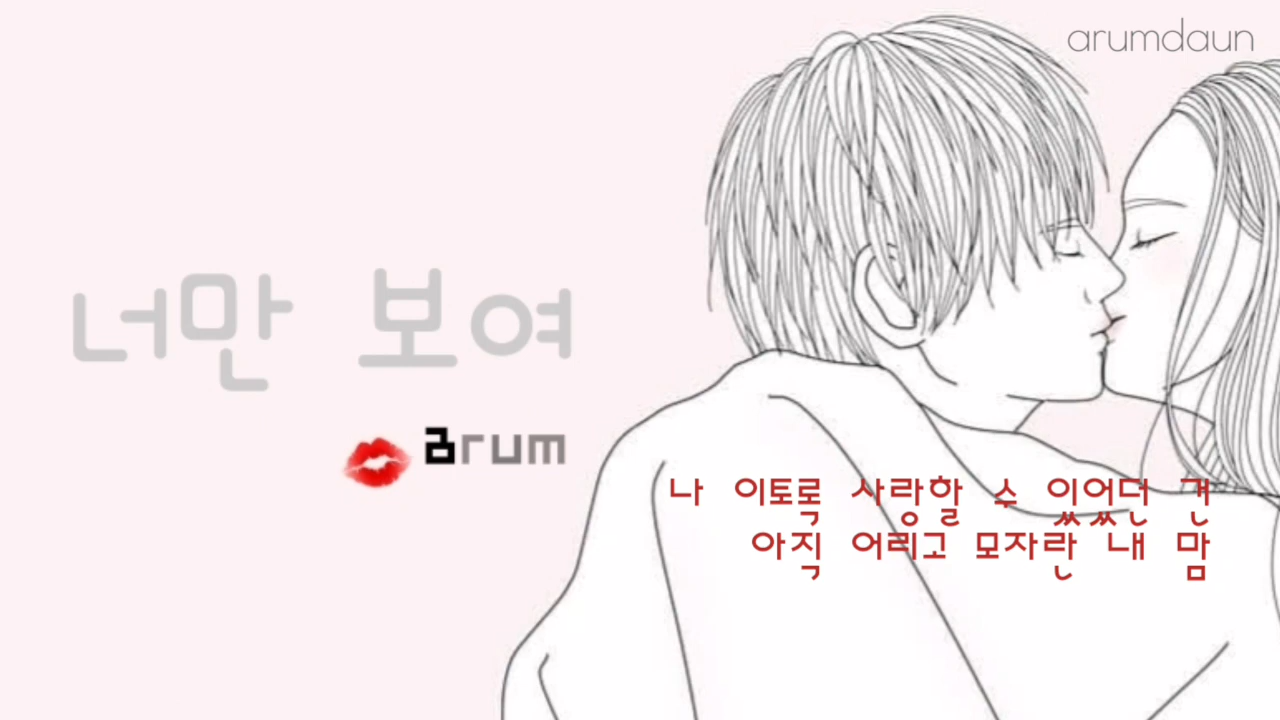 arumdaun
너만 보여
Arum
나 이토록 사랑할 수 있었던 건
아직 어리고 모자란 내 맘